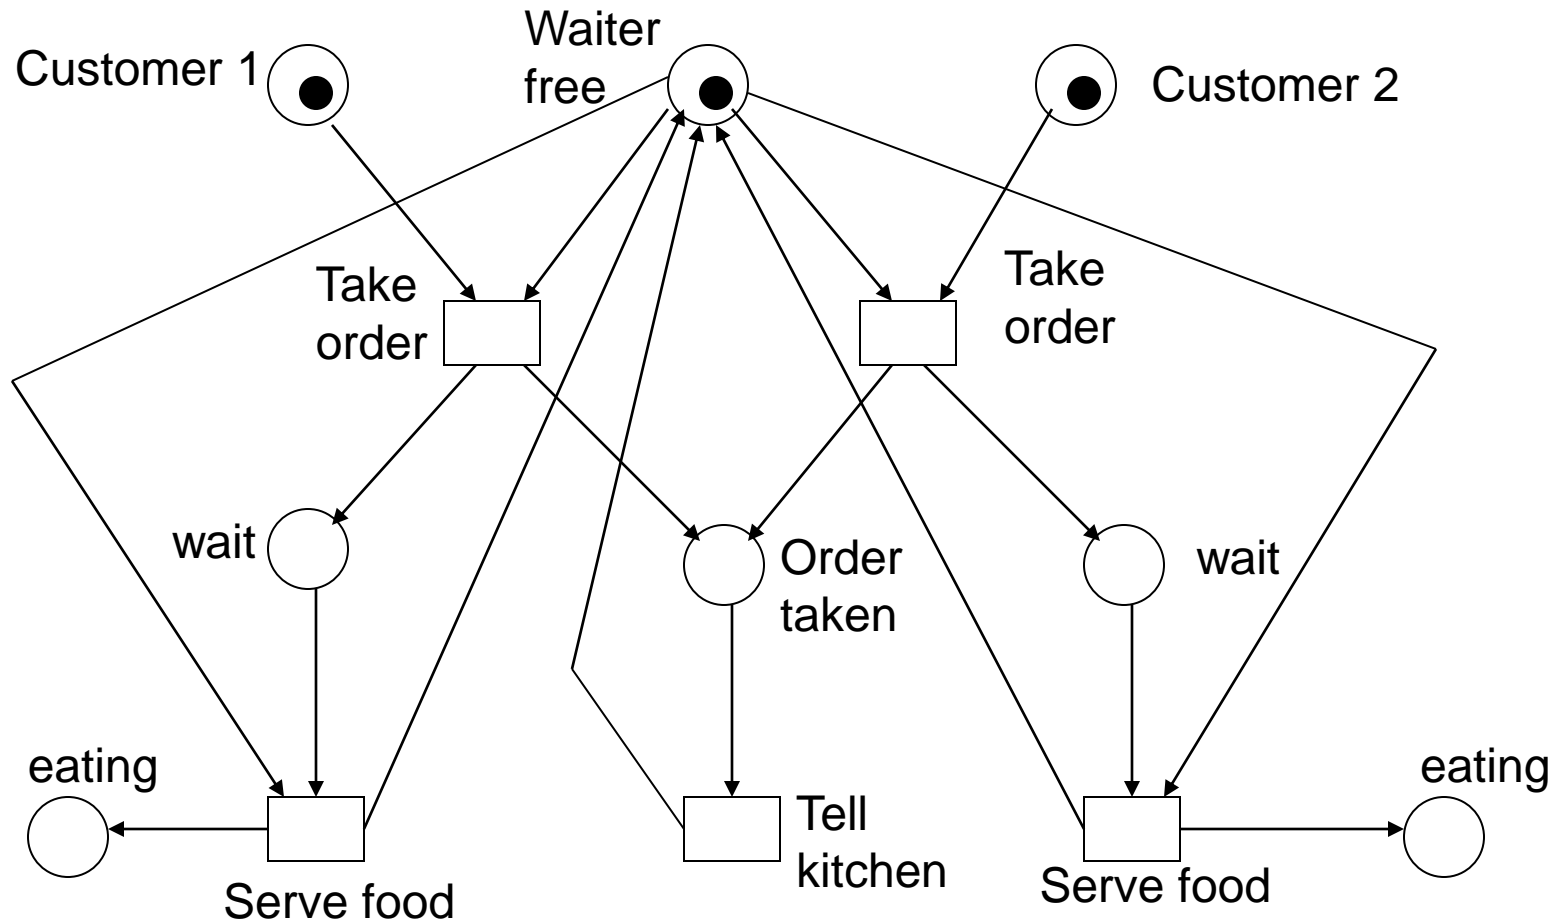 Customer 1
Waiter
free
Customer 2
Take
order
Take
order
wait
Order
taken
wait
eating
Serve food
Tell
kitchen
Serve food
eating